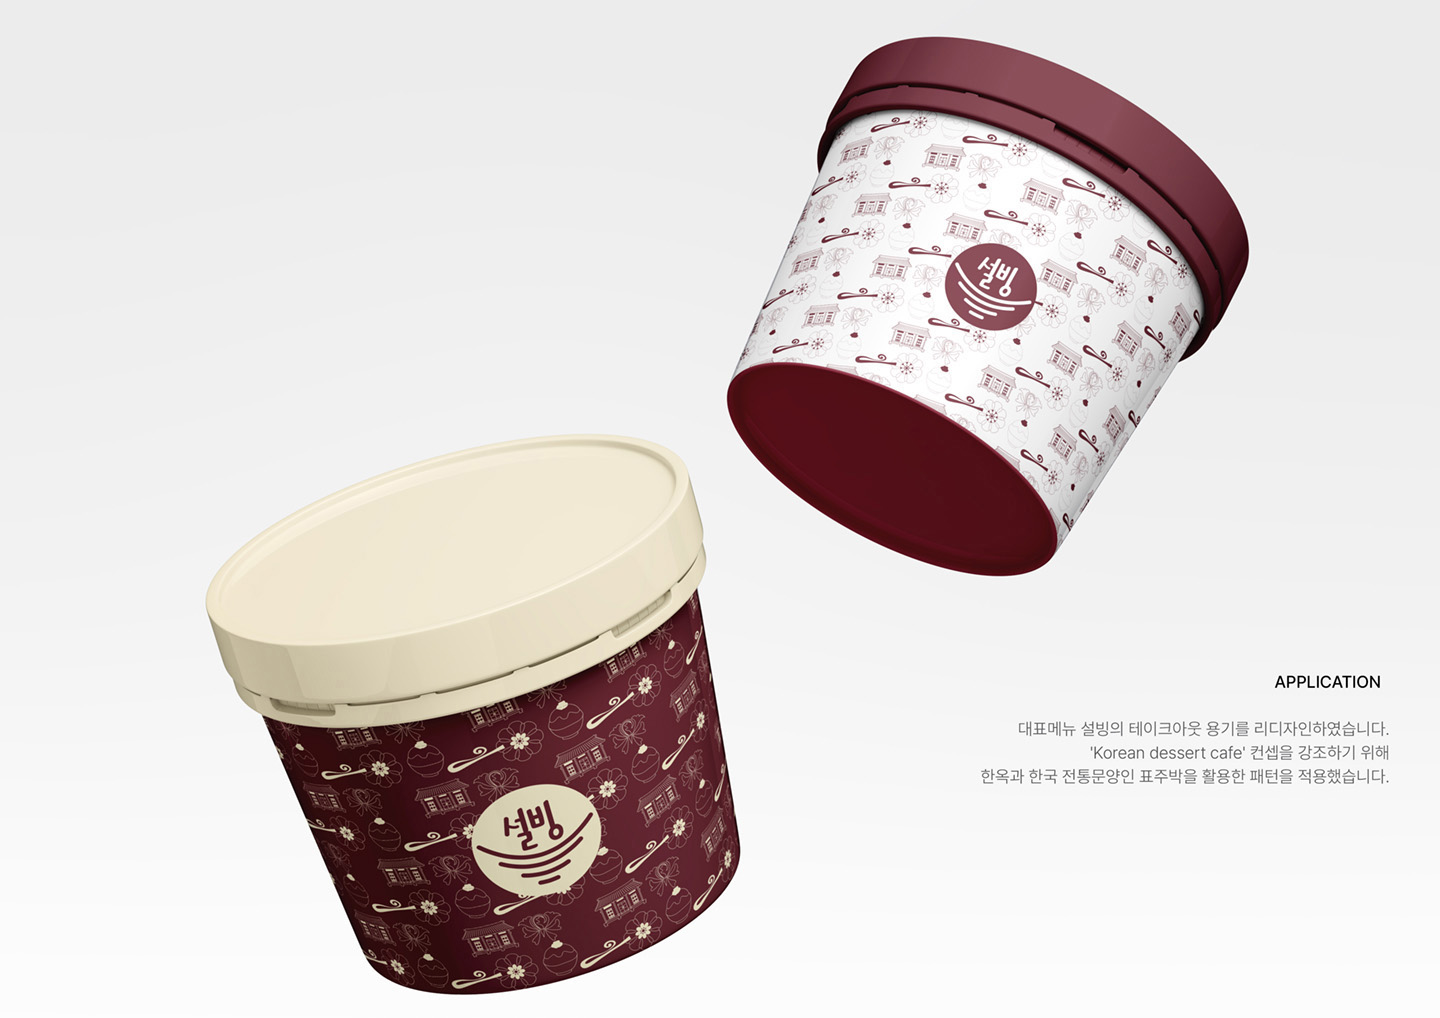 설빙
설빙
APPLICATION
대표메뉴 설빙의 테이크아웃 용기를 리디자인하였습니다.
'Korean dessert cafe' 컨셉을 강조하기 위해
한옥과 한국 전통문양인 표주박을 활용한 패턴을 적용했습니다.